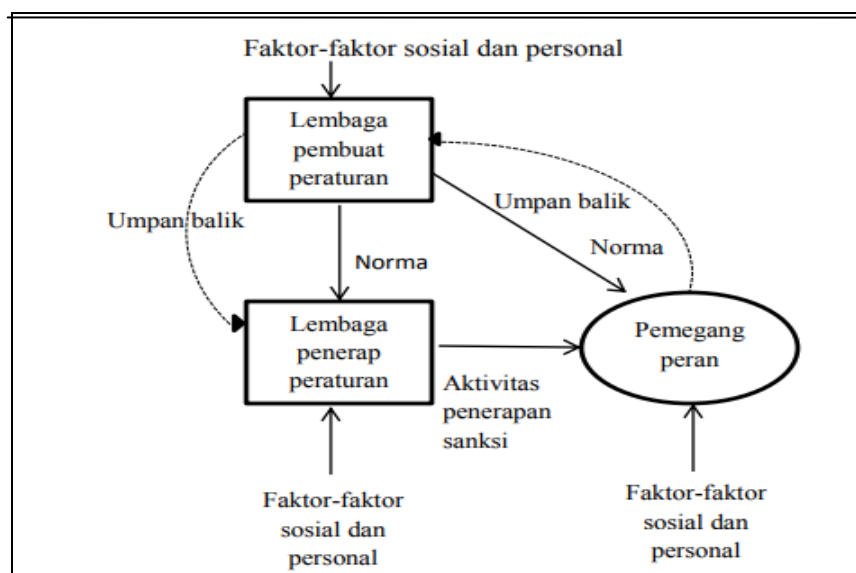 Faktor-faktor sosial dan personal
Lembaga
pembuat
peraturan
Umpan balik
Umpan balik
Norma
Norma
Lembaga
penerap
peraturan
Pemegang
peran
Aktivitas
penerapan
sanksi
Faktor-faktor
sosial dan
personal
Faktor-faktor
sosial dan
personal